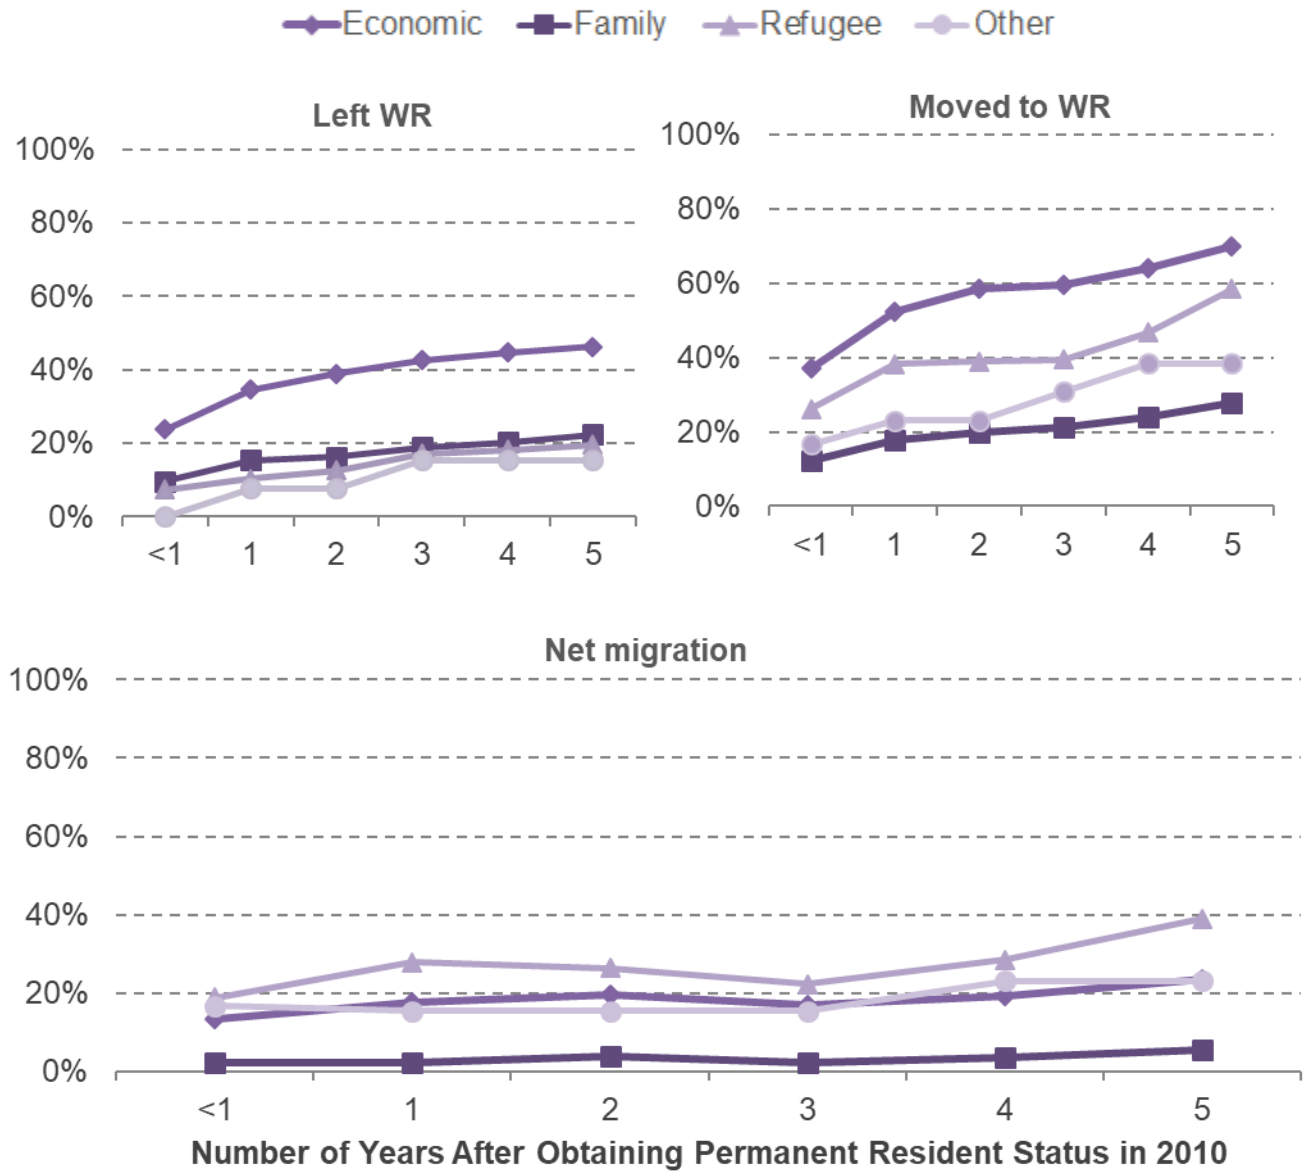 Economic Family Refugee Other
Left WR
100%
80%
60%
40%
20%
0%
<1 1 2 3 4 5
Moved to WR
100%
80%
60%
40%
20%
0%
<1 1 2 3 4 5
Net migration
100%
80%
60%
40%
20%
0%
<1 1 2 3 4 5
Number of Years After Obtaining Permanent Resident Status in 2010